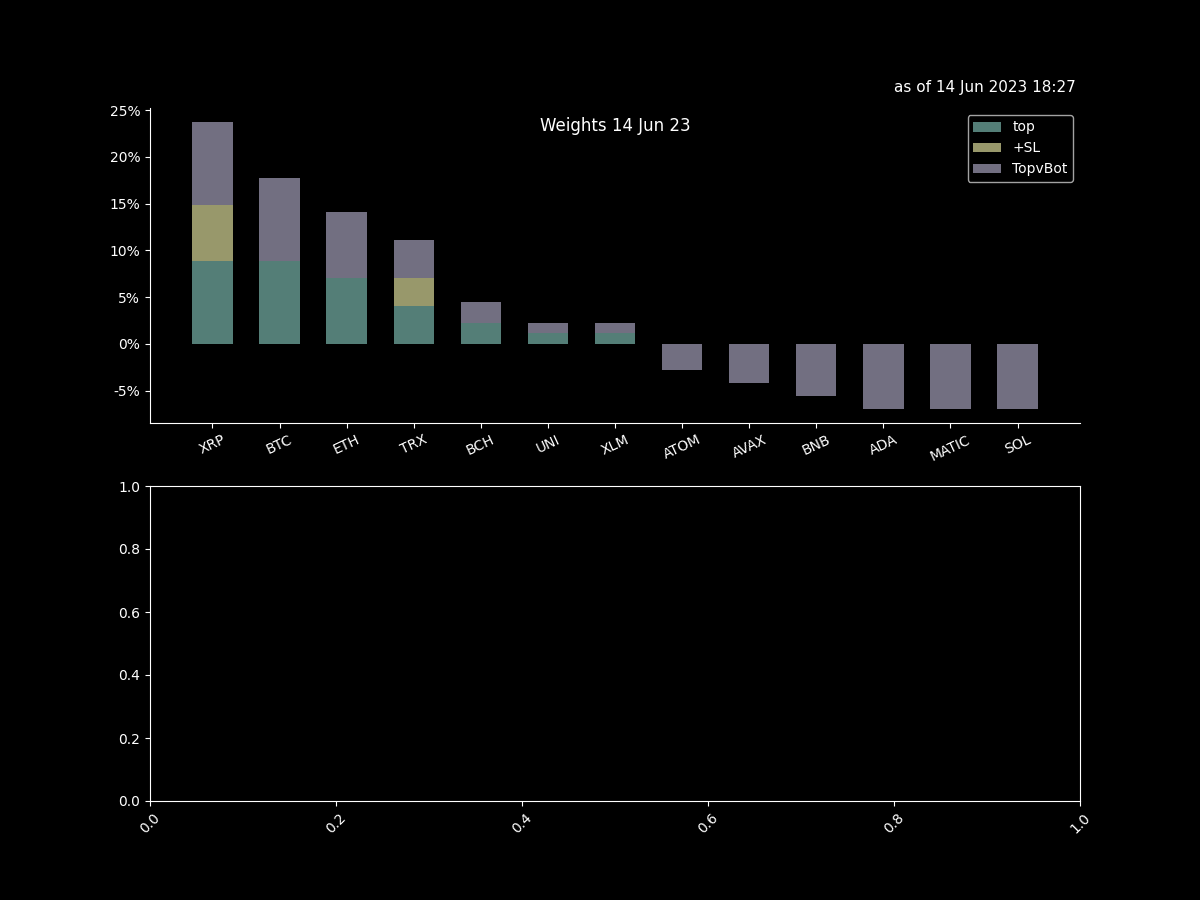 as of 14 Jun 2023 18:27
Weights 14 Jun 23
top
+SL
TopvBot
25%
20%
15%
10%
5%
0%
-5%
XRP BTC ETH TRX BCH UNI XLM ATOM AVAX BNB ADA MATIC SOL
1.0
0.8
0.6
0.4
0.2
0.0
0.0 0.2 0.4 0.6 0.8 1.0